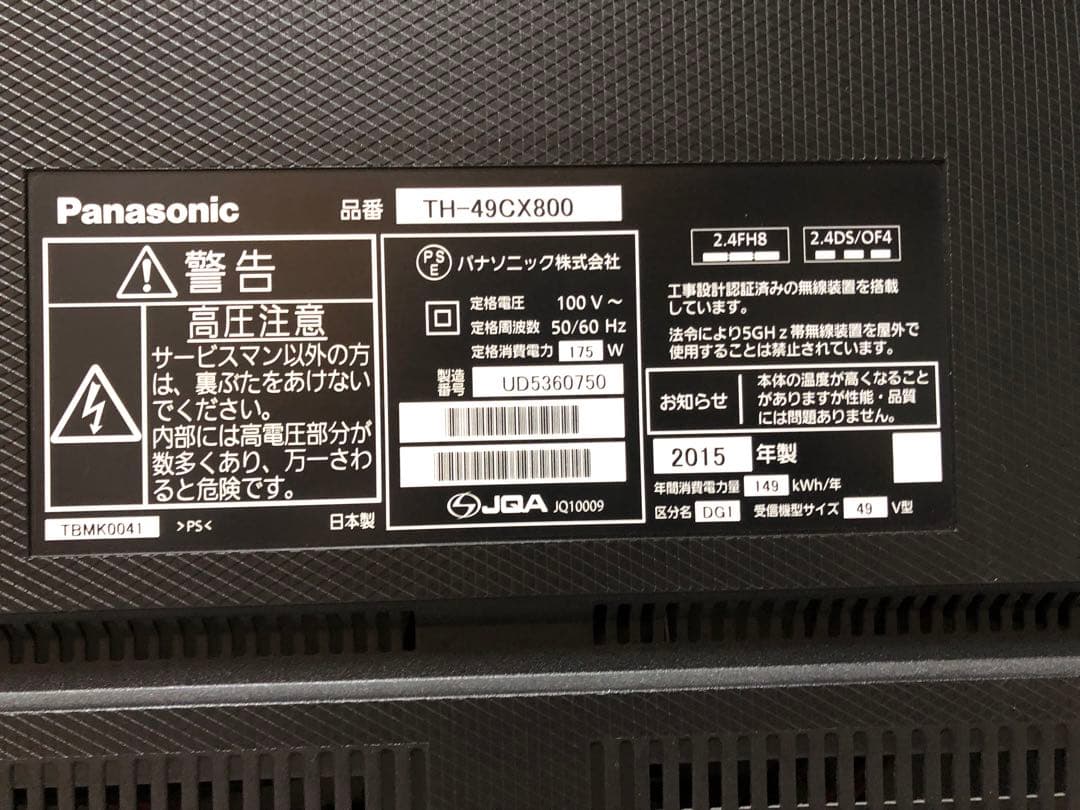 Panasonic
品番 TH-49CX800
警告
高圧注意
サービスマン以外の方
は、裏ぶたをあけない
でください。
内部には高電圧部分が
数多くあり、万一さわ
ると危険です。
TBMK0041 >PS< 日本製
PSE パナソニック株式会社
定格電圧 100 V ～
定格周波数 50/60 Hz
定格消費電力 175 W
製造番号 UD5360750
JQA JQ10009
2.4FH8 2.4DS/OF4
工事設計認証済みの無線装置を搭載
しています。
法令により5GHz帯無線装置を屋外で
使用することは禁止されています。
お知らせ
本体の温度が高くなること
がありますが性能・品質
には問題ありません。
2015 年製
年間消費電力量 149 kWh/年
区分名 DG1 受信機型サイズ 49 V型